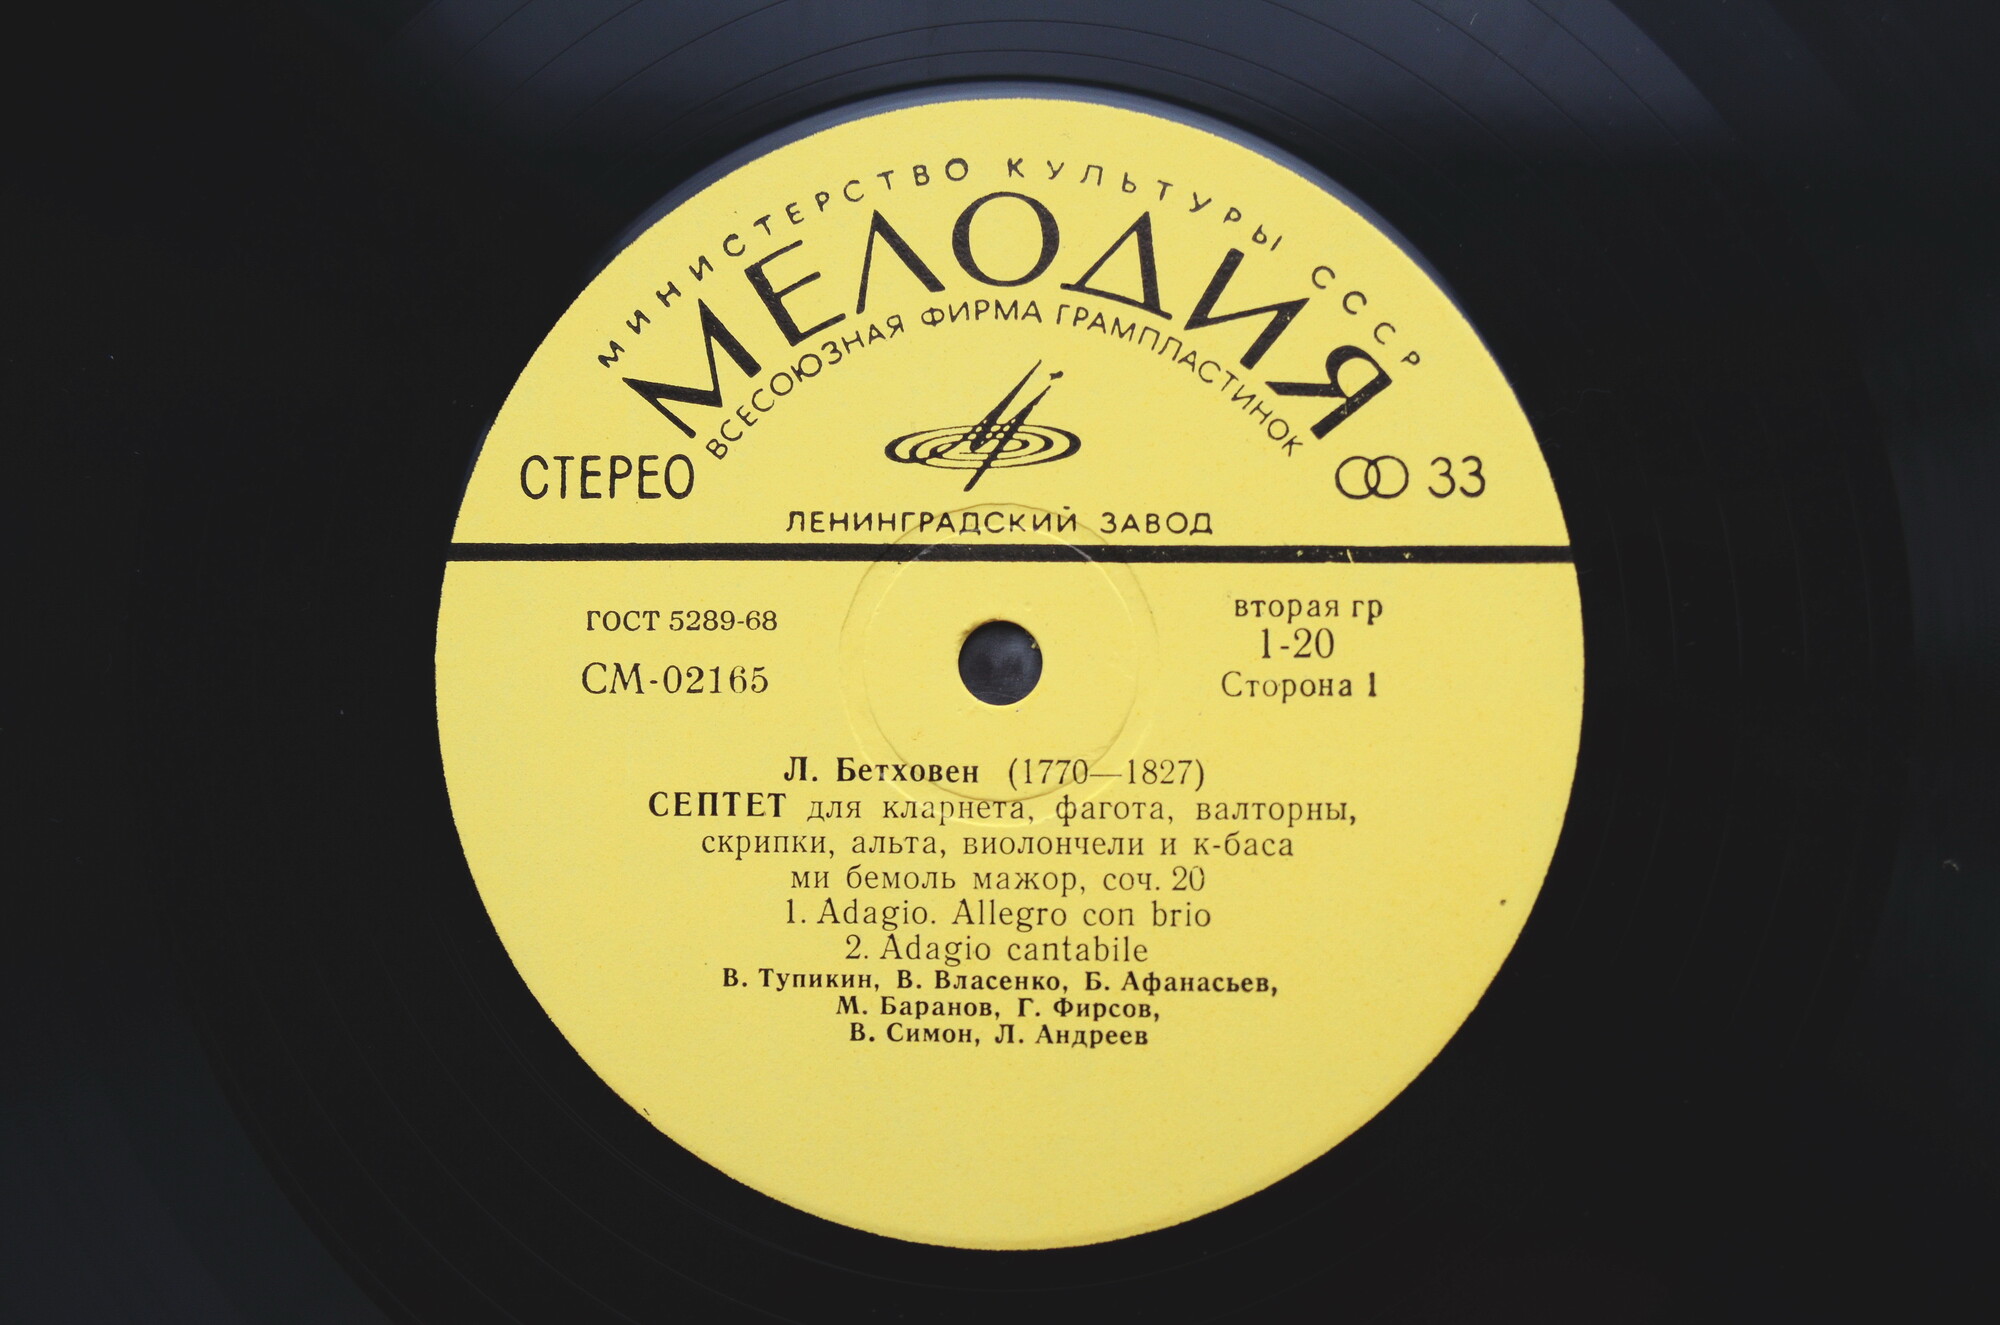 МИНИСТЕРСТВО КУЛЬТУРЫ СССР
МЕЛОДИЯ
ВСЕСОЮЗНАЯ ФИРМА ГРАМПЛАСТИНОК
СТЕРЕО
33
ЛЕНИНГРАДСКИЙ ЗАВОД
ГОСТ 5289-68
СМ-02165
вторая гр
1-20
Сторона 1
Л. Бетховен (1770—1827)
СЕПТЕТ для кларнета, фагота, валторны,
скрипки, альта, виолончели и к-баса
ми бемоль мажор, соч. 20
1. Adagio. Allegro con brio
2. Adagio cantabile
В. Тупикин, В. Власенко, Б. Афанасьев,
М. Баранов, Г. Фирсов,
В. Симон, Л. Андреев